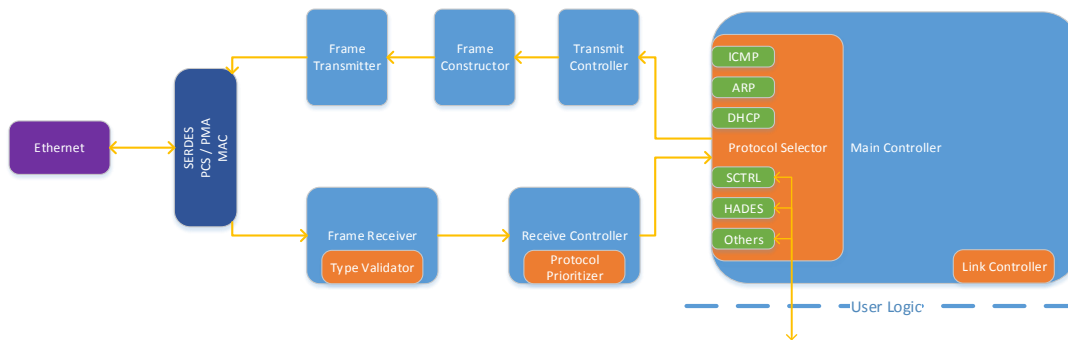 Ethernet
SERDES
PCS / PMA
MAC
Frame
Transmitter
Frame
Constructor
Transmit
Controller
Frame Receiver
Type Validator
Receive Controller
Protocol
Prioritizer
ICMP
ARP
DHCP
Protocol Selector
SCTRL
HADES
Others
Main Controller
Link Controller
User Logic